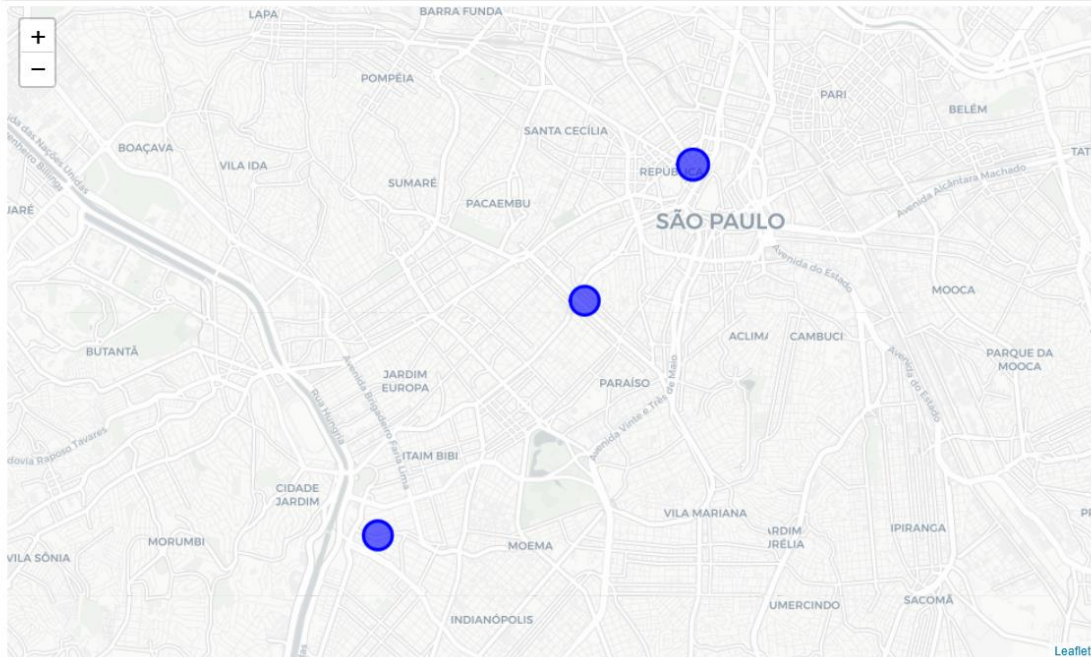 LAPA
BARRA FUNDA
+
−
POMPÉIA
PARI
BELÉM
SANTA CECÍLIA
BOAÇAVA
VILA IDA
SUMARÉ
REPÚBLICA
PACAEMBU
Avenida Alcântara Machado
SÃO PAULO
Avenida do Estado
MOOCA
BUTANTÃ
ACLIMA
CAMBUCI
PARQUE DA
MOOCA
JARDIM
EUROPA
PARAÍSO
Avenida Vinte e Três de Maio
Avenida do Estado
Rua Hungria
Avenida Brigadeiro Faria Lima
ITAIM BIBI
CIDADE
JARDIM
VILA MARIANA
IPIRANGA
MORUMBI
VILA SÔNIA
MOEMA
INDIANÓPOLIS
UMERCINDO
SACOMÃ
Leaflet